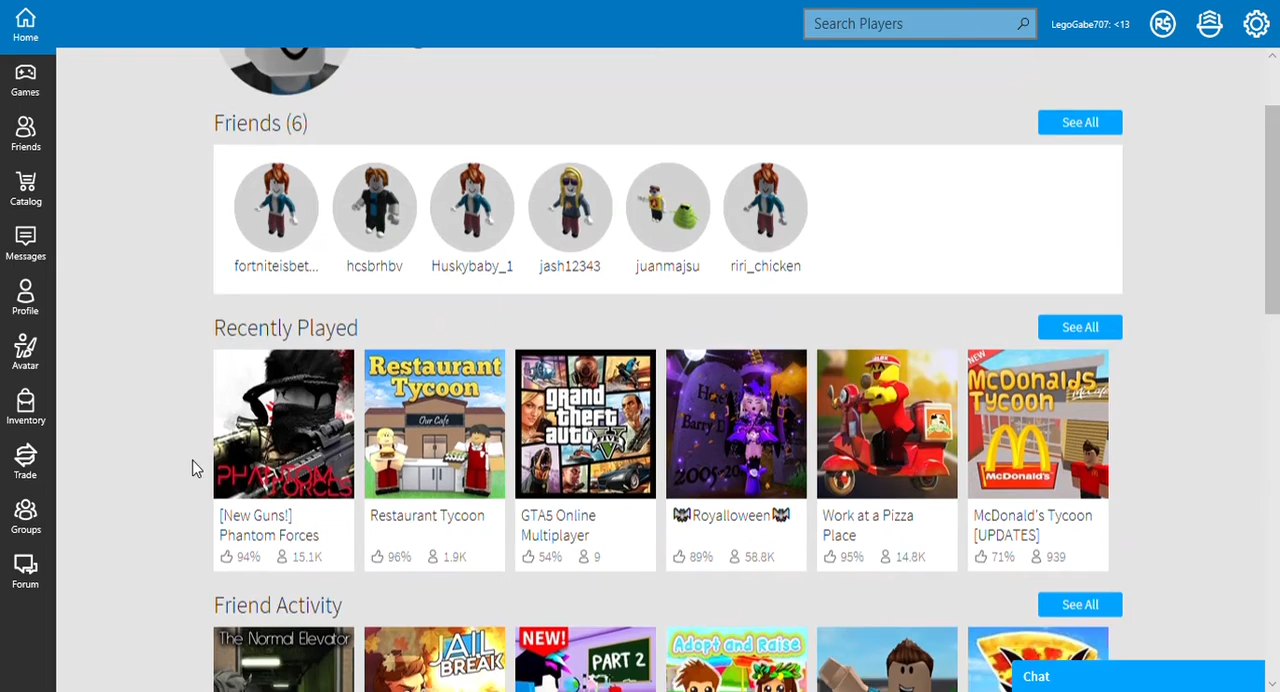 Home
Search Players
LegoGabe707: <13
Games
Friends
Catalog
Messages
Profile
Avatar
Inventory
Trade
Groups
Forum
Friends (6)
See All
fortniteisbet...
hcsbrhbv
Huskybaby_1
jash12343
juanmajsu
riri_chicken
Recently Played
See All
PHANTOM
FORCES
[New Guns!]
Phantom Forces
94%
15.1K
Restaurant
Tycoon
Our Cafe
Restaurant Tycoon
96%
1.9K
grand
theft
auto
V
GTA5 Online
Multiplayer
54%
9
2005-20
Royalloween
89%
58.8K
Work at a Pizza
Place
95%
14.8K
NEW
McDonalds
Tycoon
McCafe
McDonald's
McDonald's Tycoon
[UPDATES]
71%
939
Friend Activity
See All
The Normal Elevator
JAIL
BREAK
NEW!
PART 2
Adopt and Raise
Chat